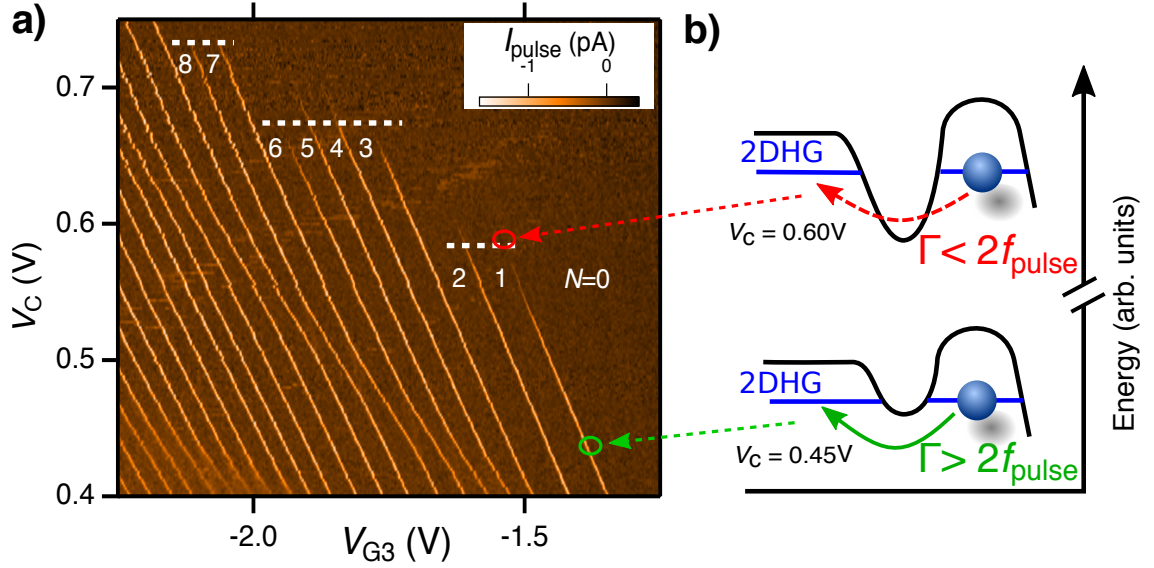 a)
I_pulse (pA)
-1 0
8 7
6 5 4 3
2 1 N=0
0.7
0.6
0.5
0.4
V_C (V)
-2.0 -1.5
V_G3 (V)
b)
2DHG
V_C = 0.60V
Γ < 2f_pulse
2DHG
V_C = 0.45V
Γ > 2f_pulse
Energy (arb. units)